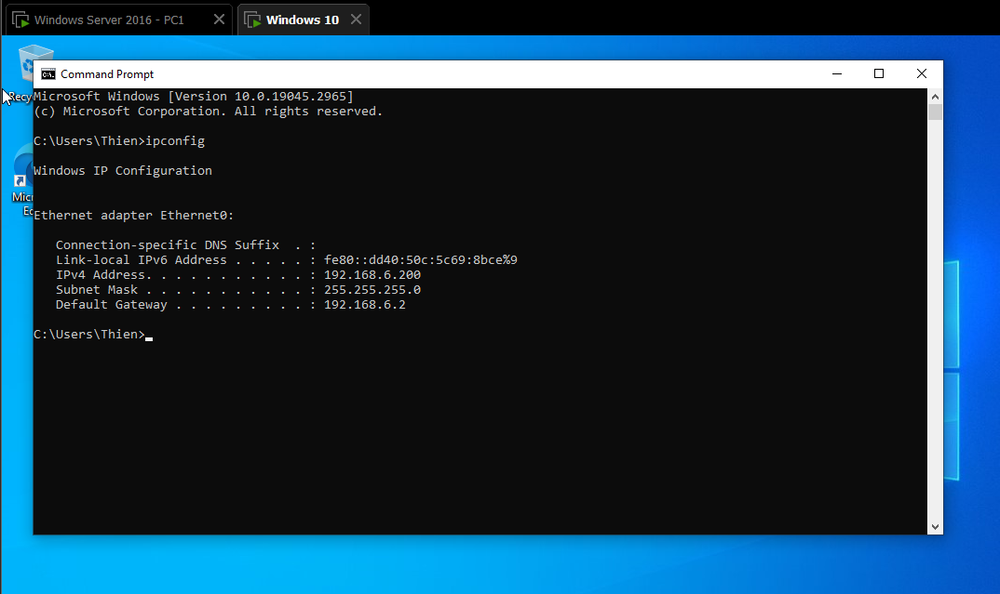 Windows Server 2016 - PC1
Windows 10
Command Prompt
Recy
Microsoft Windows [Version 10.0.19045.2965]
(c) Microsoft Corporation. All rights reserved.
C:\Users\Thien>ipconfig
Windows IP Configuration
Micr
Ed
Ethernet adapter Ethernet0:
Connection-specific DNS Suffix  . :
Link-local IPv6 Address . . . . . : fe80::dd40:50c:5c69:8bce%9
IPv4 Address. . . . . . . . . . . : 192.168.6.200
Subnet Mask . . . . . . . . . . . : 255.255.255.0
Default Gateway . . . . . . . . . : 192.168.6.2
C:\Users\Thien>